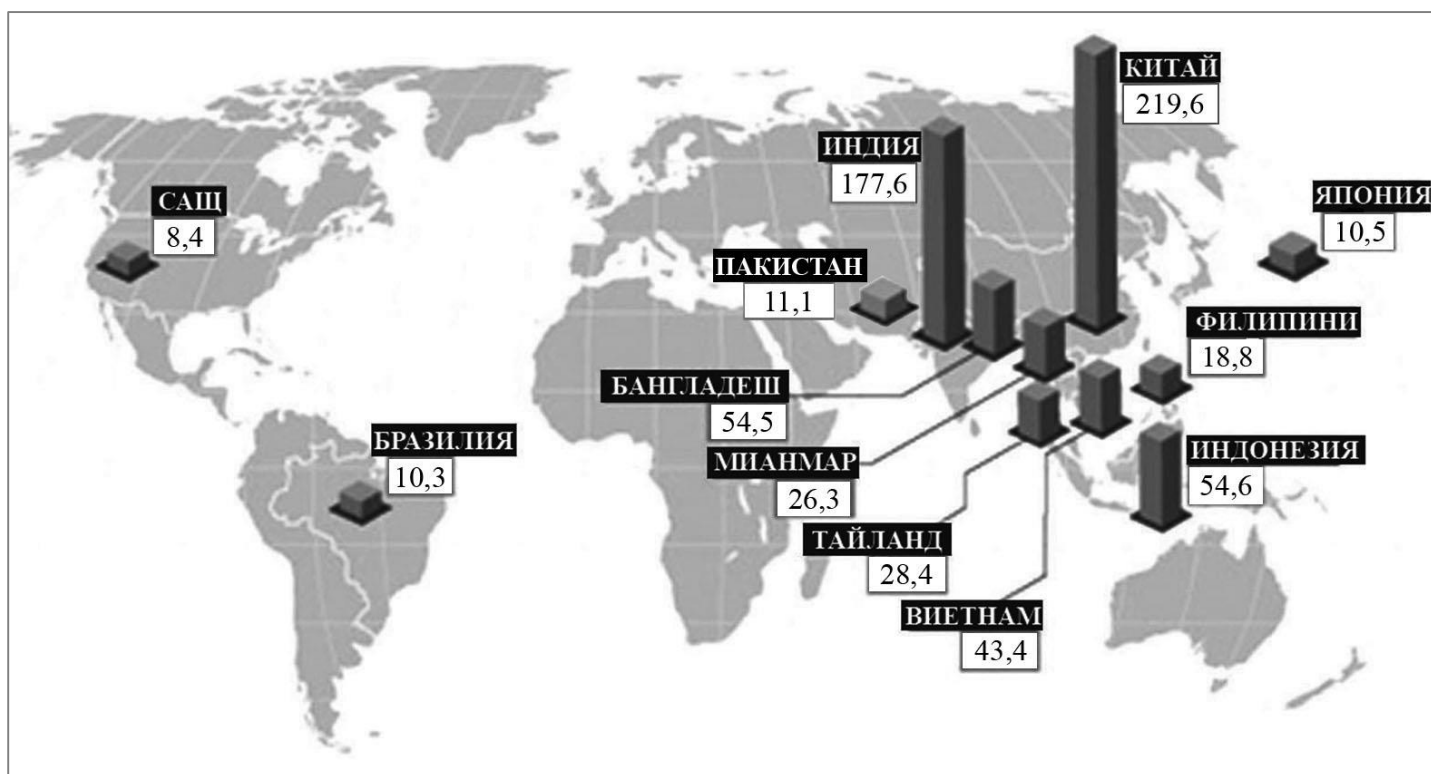 КИТАЙ
219,6
ИНДИЯ
177,6
САЩ
8,4
ЯПОНИЯ
10,5
ПАКИСТАН
11,1
ФИЛИПИНИ
18,8
БАНГЛАДЕШ
54,5
БРАЗИЛИЯ
10,3
МИАНМАР
26,3
ИНДОНЕЗИЯ
54,6
ТАЙЛАНД
28,4
ВИЕТНАМ
43,4